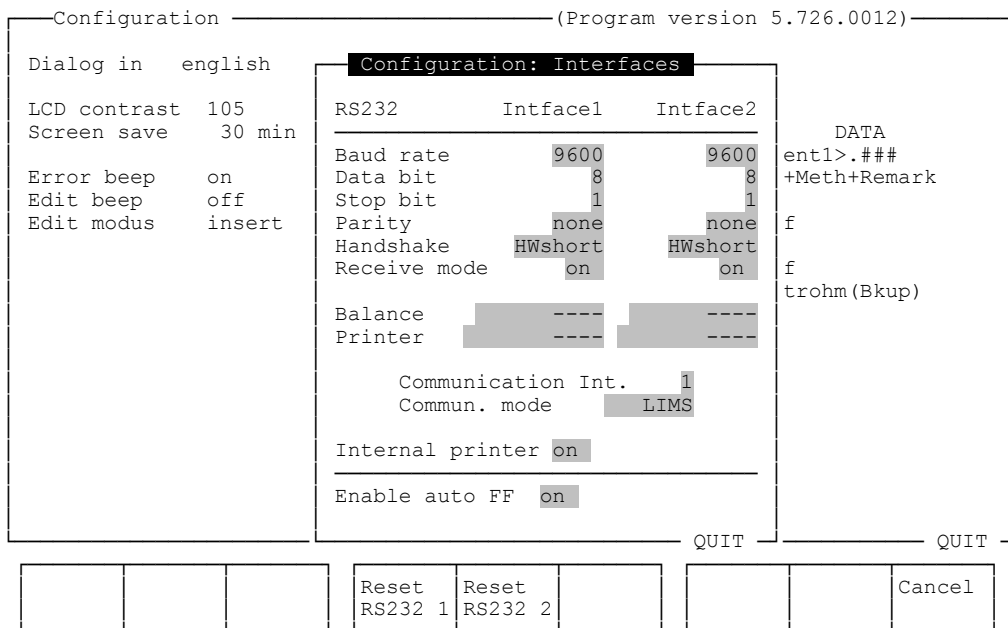 Configuration (Program version 5.726.0012)
Dialog in english
LCD contrast 105
Screen save 30 min
Error beep on
Edit beep off
Edit modus insert
Configuration: Interfaces
RS232 Intface1 Intface2
Baud rate 9600 9600
Data bit 8 8
Stop bit 1 1
Parity none none
Handshake HWshort HWshort
Receive mode on on
Balance ---- ----
Printer ---- ----
Communication Int. 1
Commun. mode LIMS
Internal printer on
Enable auto FF on
QUIT
DATA
ent1>.###
+Meth+Remark
f
f
trohm(Bkup)
QUIT
Reset RS232 1
Reset RS232 2
Cancel